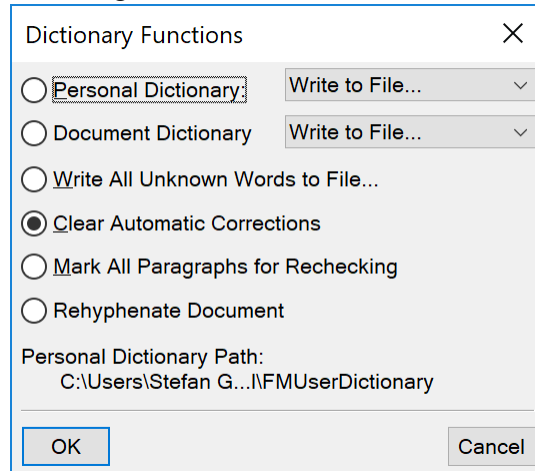 Dictionary Functions
Personal Dictionary: Write to File...
Document Dictionary Write to File...
Write All Unknown Words to File...
Clear Automatic Corrections
Mark All Paragraphs for Rechecking
Rehyphenate Document
Personal Dictionary Path:
C:\Users\Stefan G...I\FMUserDictionary
OK Cancel